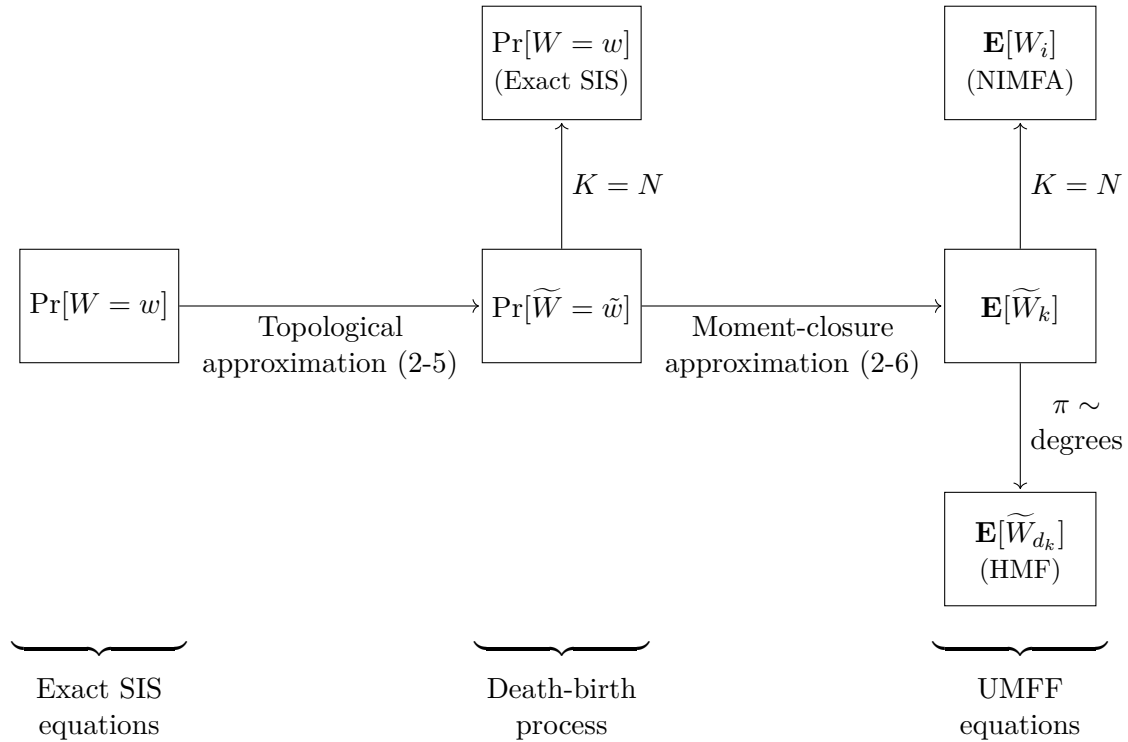 Pr[W = w]
(Exact SIS)
E[W_i]
(NIMFA)
K = N
K = N
Pr[W = w]
Topological
approximation (2-5)
Pr[W̃ = w̃]
Moment-closure
approximation (2-6)
E[W̃_k]
π ∼
degrees
E[W̃_{d_k}]
(HMF)
Exact SIS
equations
Death-birth
process
UMFF
equations